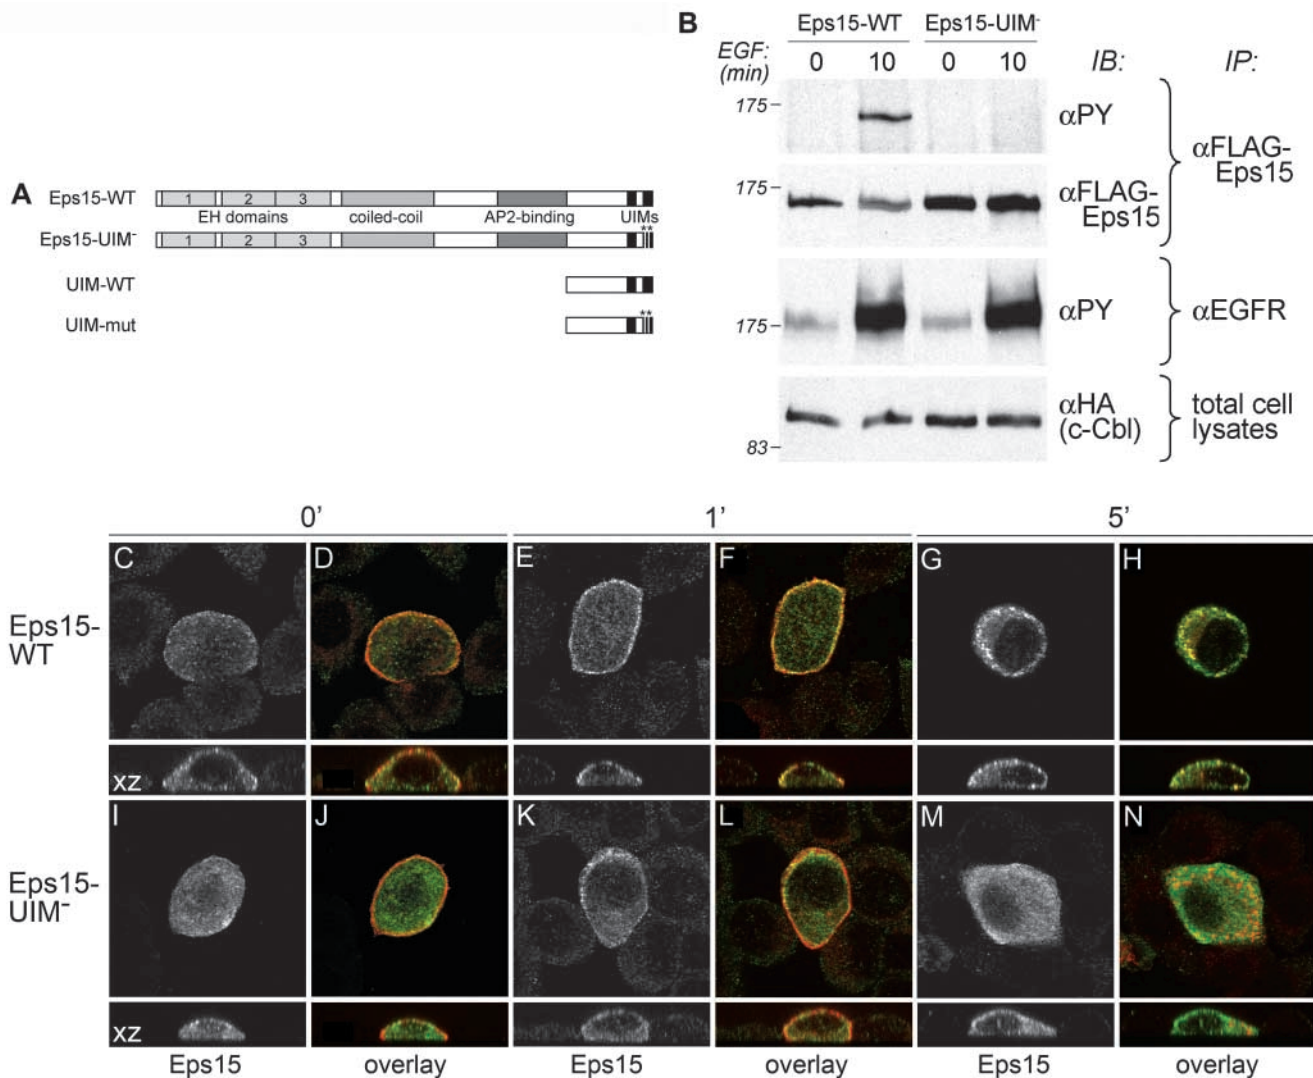 A
Eps15-WT
1 2 3
EH domains coiled-coil AP2-binding UIMs
**
Eps15-UIM-
1 2 3
UIM-WT
**
UIM-mut
B
Eps15-WT Eps15-UIM-
EGF: 0 10 0 10 IB: IP:
(min)
175
αPY
175
αFLAG-
Eps15
αFLAG-
Eps15
175
αPY
αEGFR
83
αHA
(c-Cbl)
total cell
lysates
0’ 1’ 5’
C D E F G H
Eps15-
WT
xz
I J K L M N
Eps15-
UIM-
xz
Eps15 overlay Eps15 overlay Eps15 overlay